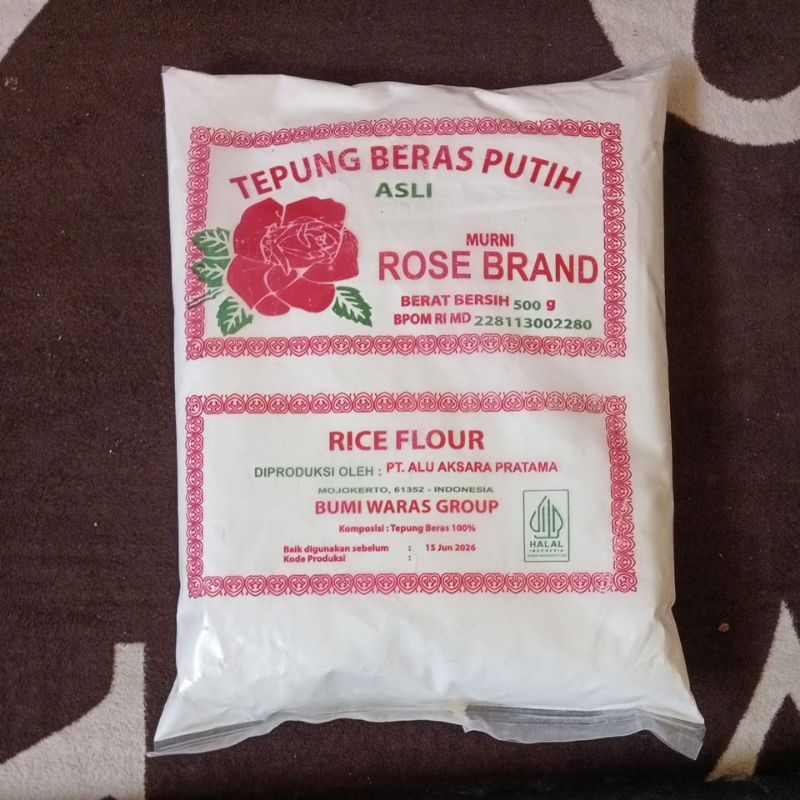 TEPUNG BERAS PUTIH
ASLI
MURNI
ROSE BRAND
BERAT BERSIH 500 g
BPOM RI MD 228113002280
RICE FLOUR
DIPRODUKSI OLEH : PT. ALU AKSARA PRATAMA
MOJOKERTO, 61352 - INDONESIA
BUMI WARAS GROUP
Komposisi : Tepung Beras 100%
Baik digunakan sebelum : 15 Jun 2026
Kode Produksi :
HALAL
INDONESIA